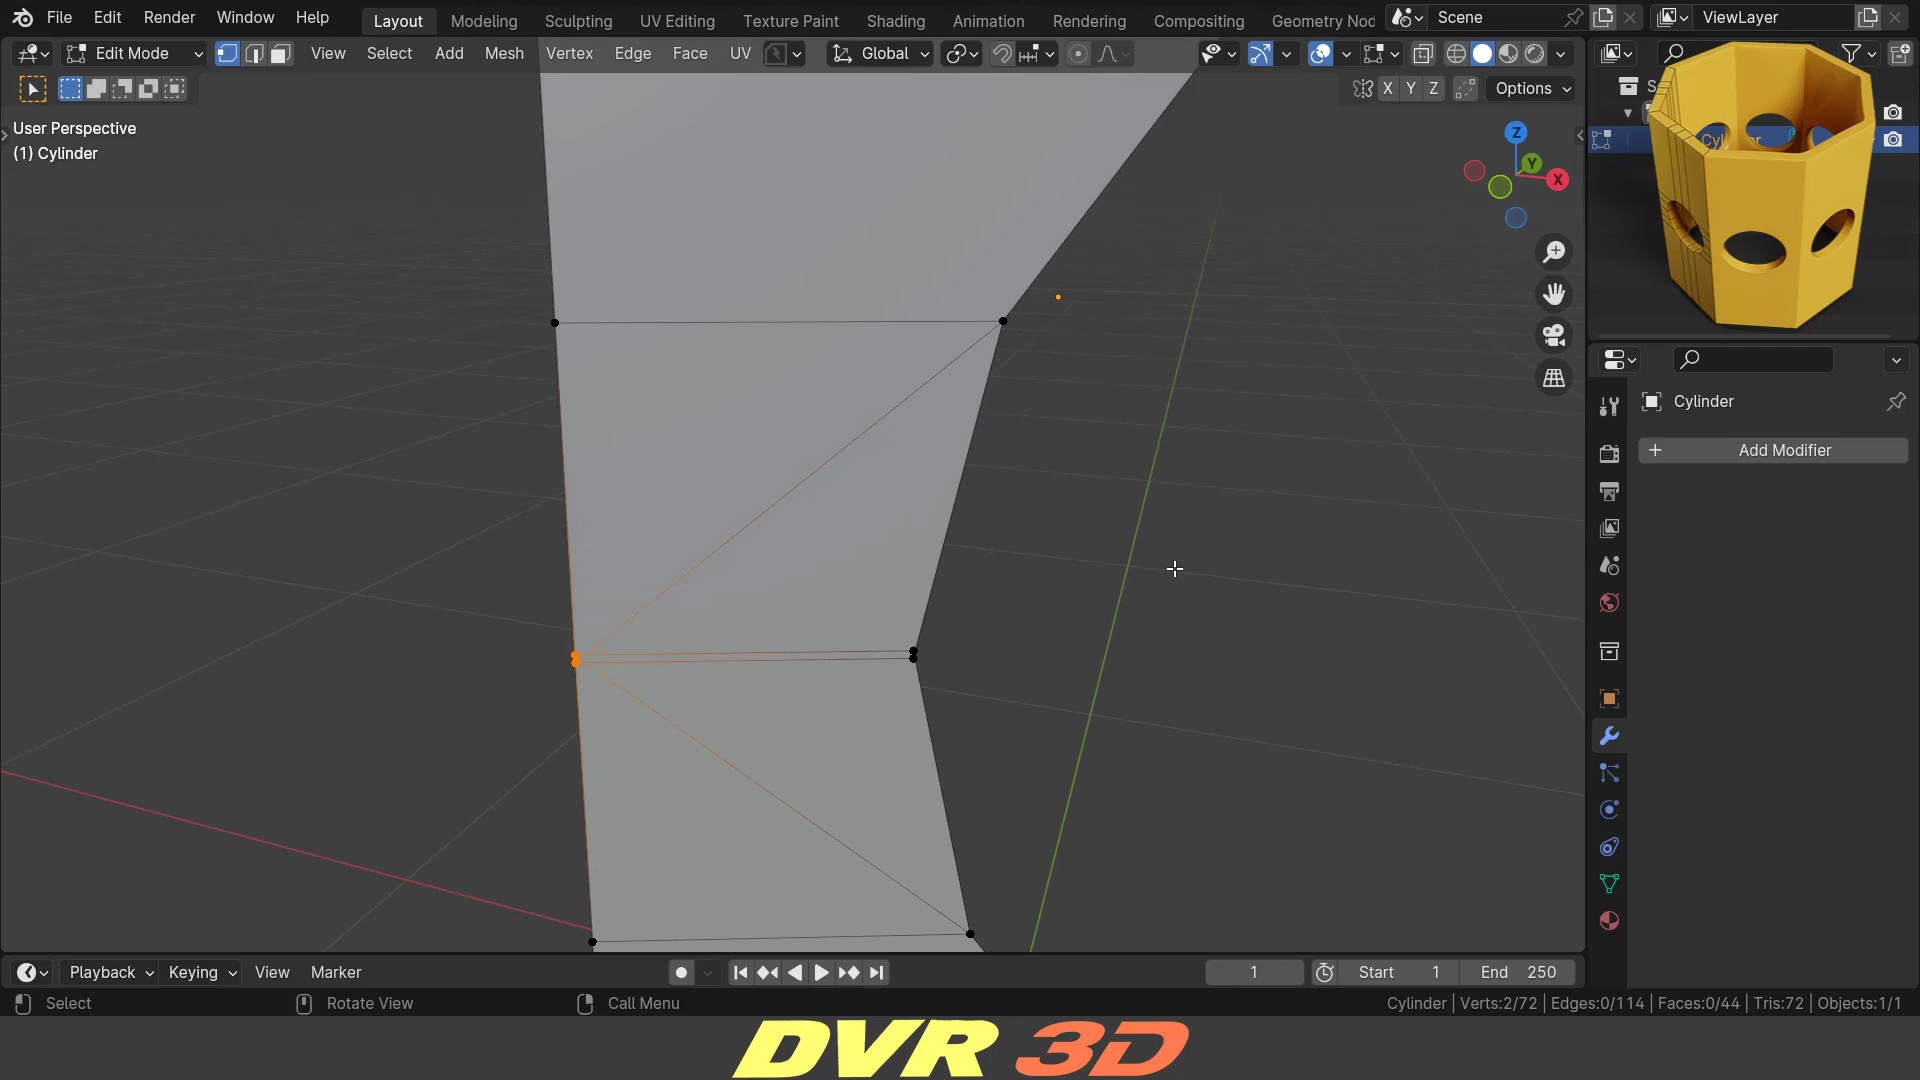 File Edit Render Window Help Layout Modeling Sculpting UV Editing Texture Paint Shading Animation Rendering Compositing Geometry Nod Scene ViewLayer
Edit Mode View Select Add Mesh Vertex Edge Face UV Global
X Y Z Options
User Perspective
(1) Cylinder
Z
Y
X
Cylinder
Add Modifier
Playback Keying View Marker 1 Start 1 End 250
Select Rotate View Call Menu Cylinder | Verts:2/72 | Edges:0/114 | Faces:0/44 | Tris:72 | Objects:1/1
DVR 3D